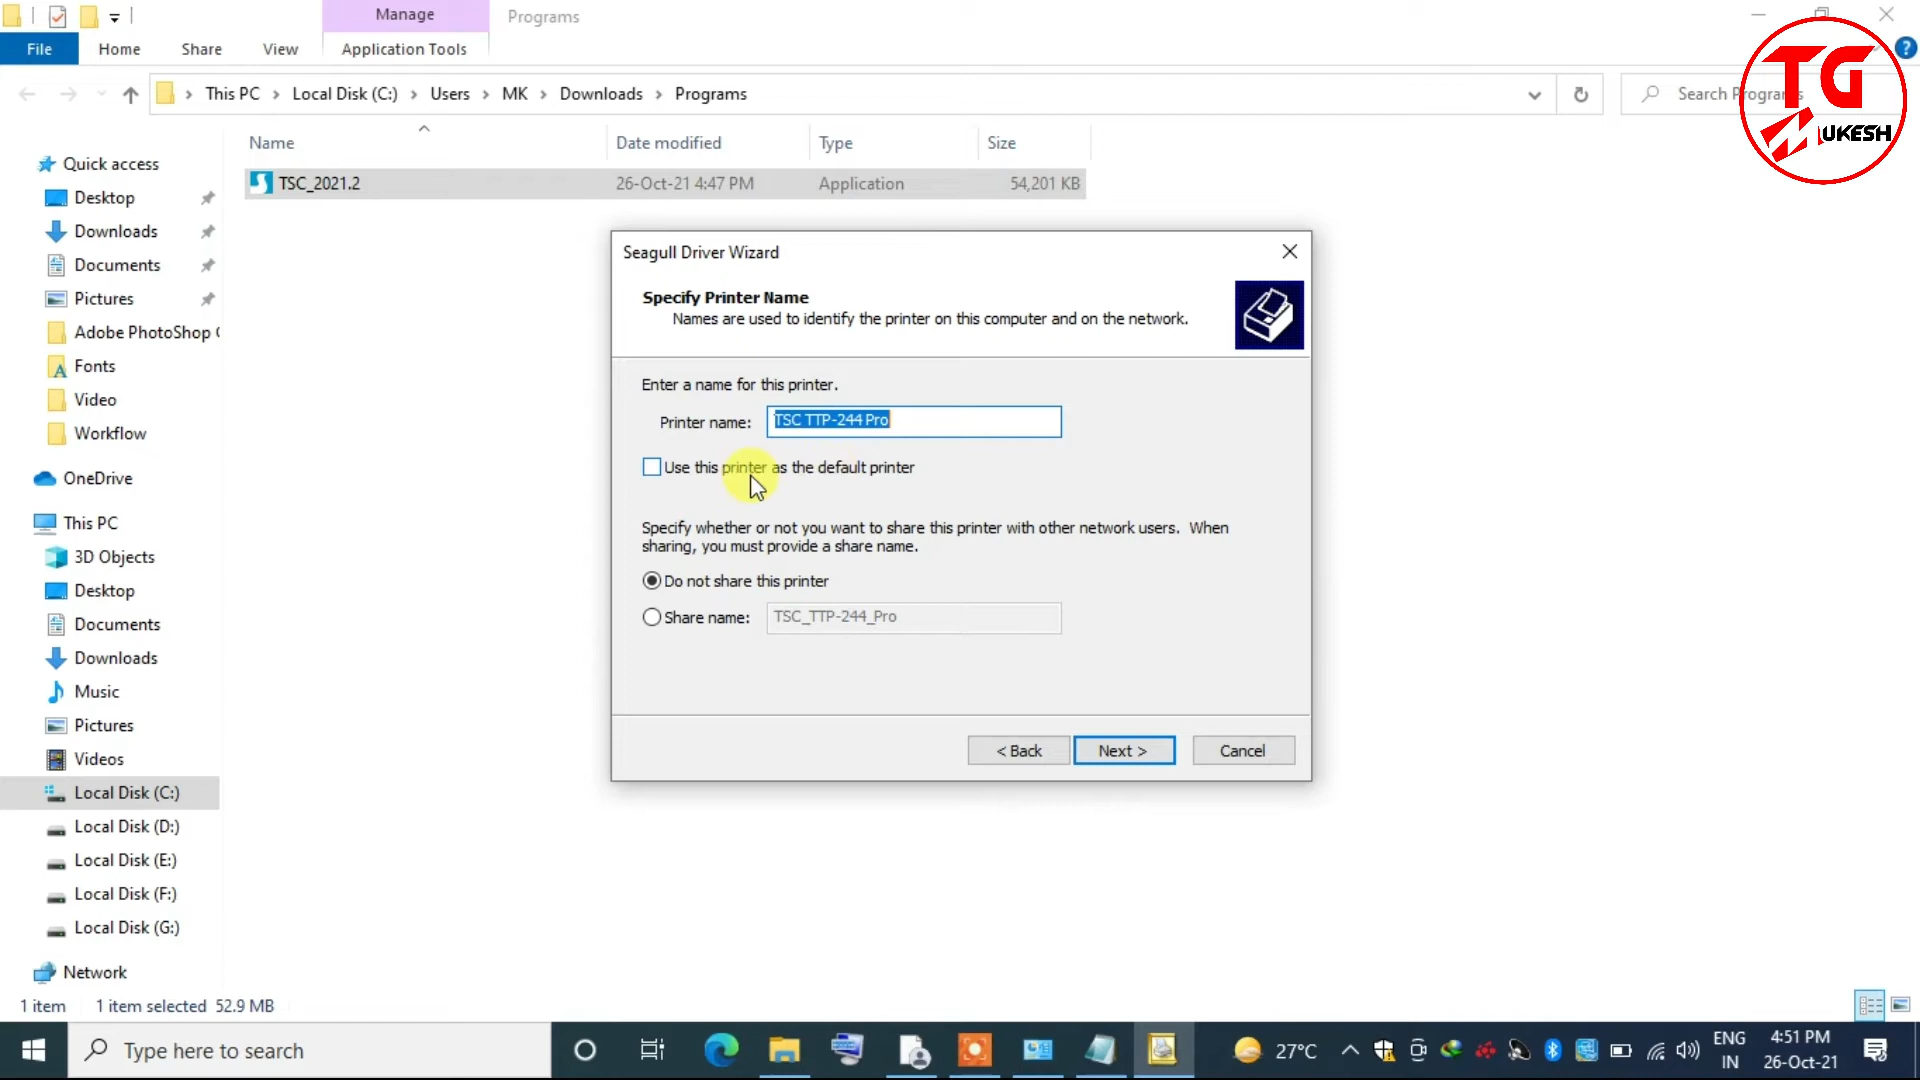 Manage
Programs
File
Home
Share
View
Application Tools
This PC
Local Disk (C:)
Users
MK
Downloads
Programs
Search Programs
TG
MUKESH
Name
Date modified
Type
Size
TSC_2021.2
26-Oct-21 4:47 PM
Application
54,201 KB
Quick access
Desktop
Downloads
Documents
Pictures
Adobe PhotoShop
Fonts
Video
Workflow
OneDrive
This PC
3D Objects
Desktop
Documents
Downloads
Music
Pictures
Videos
Local Disk (C:)
Local Disk (D:)
Local Disk (E:)
Local Disk (F:)
Local Disk (G:)
Network
Seagull Driver Wizard
Specify Printer Name
Names are used to identify the printer on this computer and on the network.
Enter a name for this printer.
Printer name:
TSC TTP-244 Pro
Use this printer as the default printer
Specify whether or not you want to share this printer with other network users. When
sharing, you must provide a share name.
Do not share this printer
Share name:
TSC_TTP-244_Pro
< Back
Next >
Cancel
1 item
1 item selected 52.9 MB
Type here to search
27°C
ENG
IN
4:51 PM
26-Oct-21